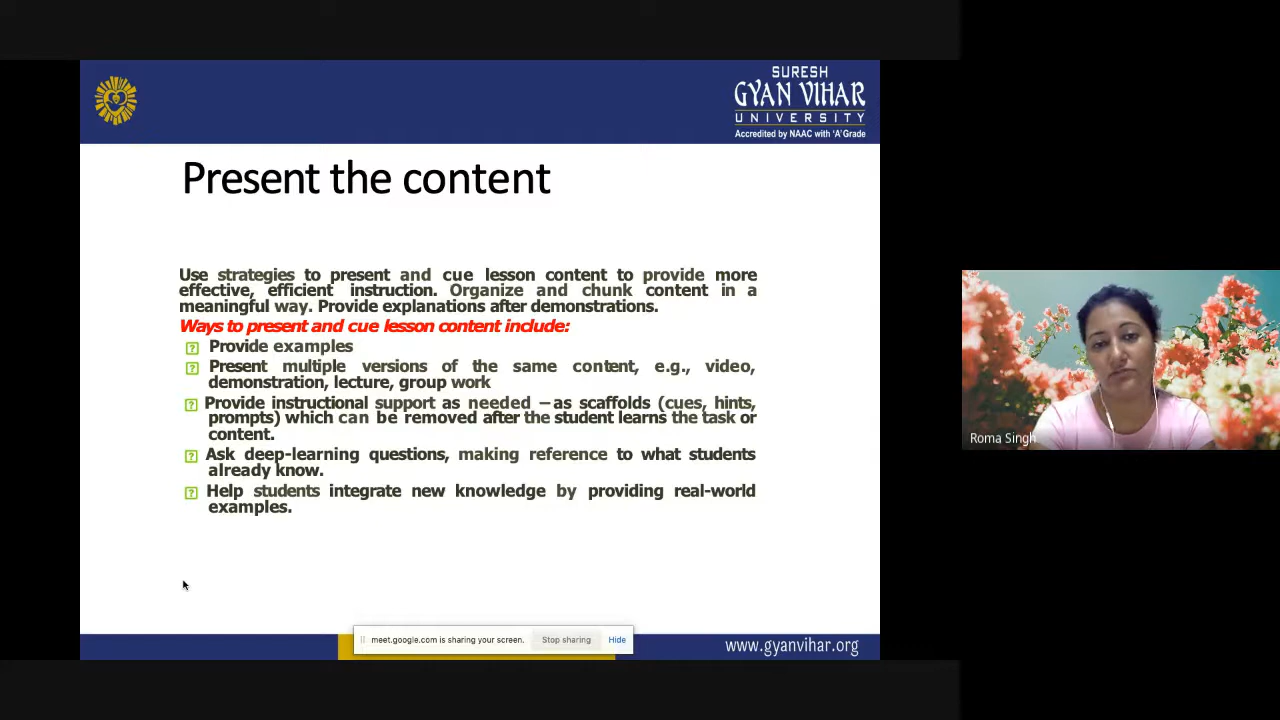 SURESH
GYAN VIHAR
UNIVERSITY
Accredited by NAAC with 'A' Grade
Present the content
Use strategies to present and cue lesson content to provide more
effective, efficient instruction. Organize and chunk content in a
meaningful way. Provide explanations after demonstrations.
Ways to present and cue lesson content include:
Provide examples
Present multiple versions of the same content, e.g., video,
demonstration, lecture, group work
Provide instructional support as needed – as scaffolds (cues, hints,
prompts) which can be removed after the student learns the task or
content.
Ask deep-learning questions, making reference to what students
already know.
Help students integrate new knowledge by providing real-world
examples.
Roma Singh
meet.google.com is sharing your screen. Stop sharing Hide
www.gyanvihar.org